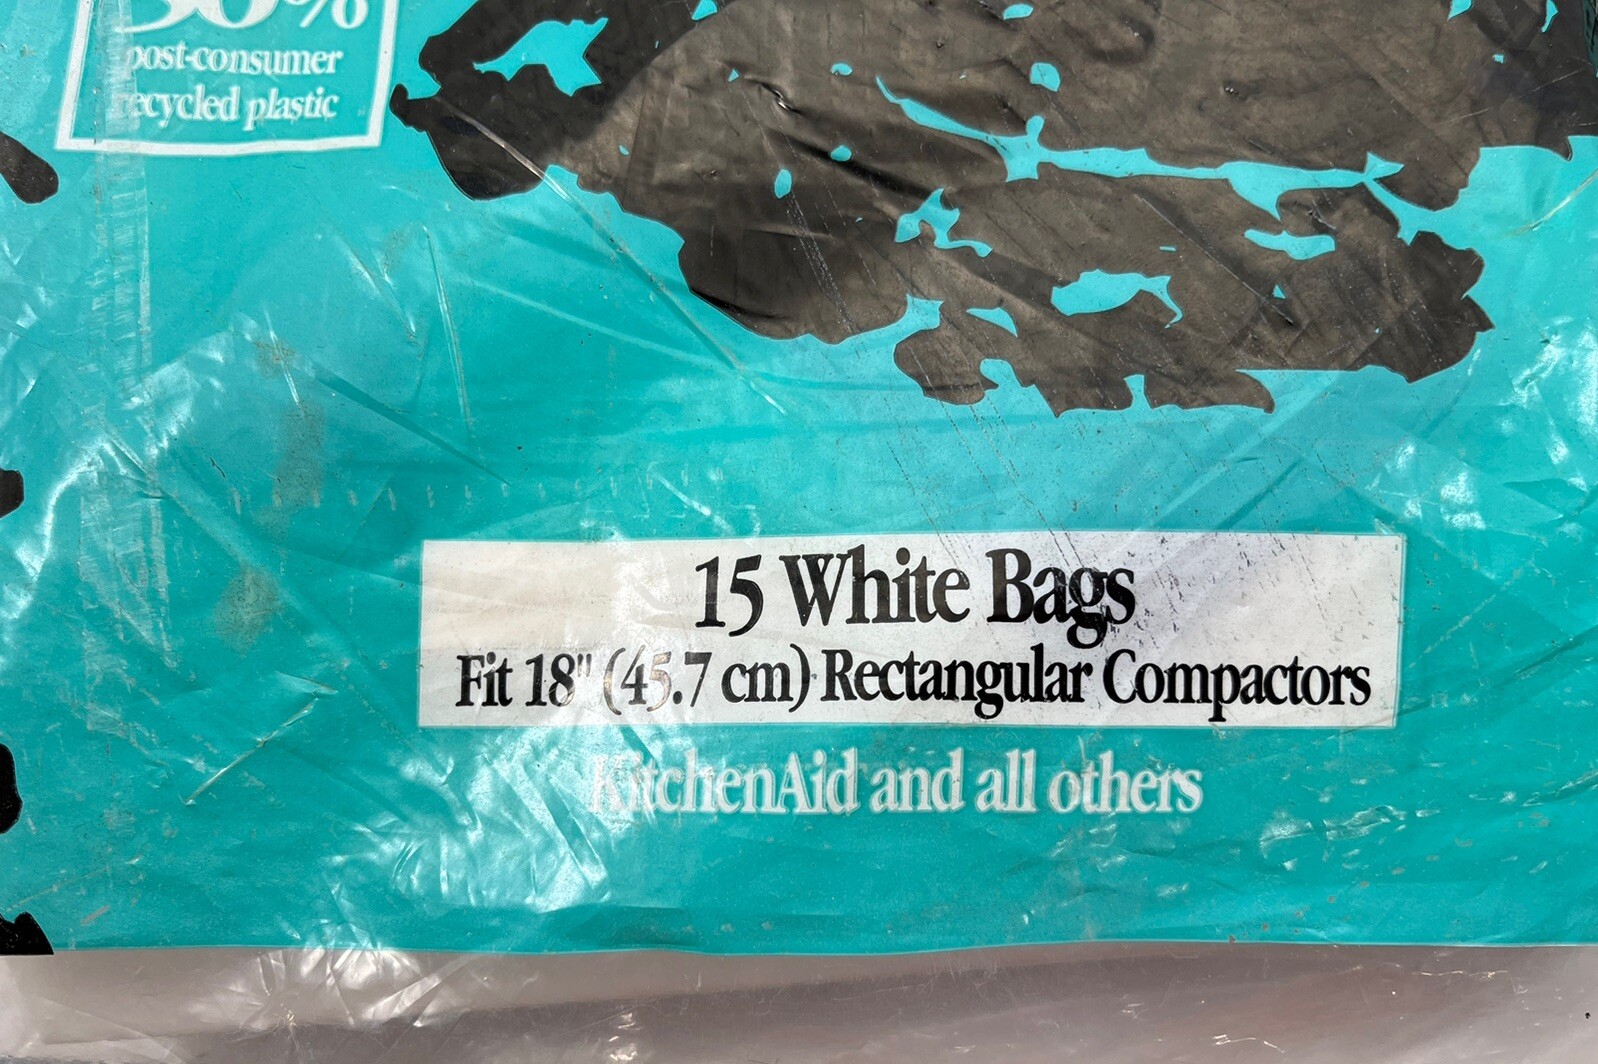 post-consumer
recycled plastic
15 White Bags
Fit 18" (45.7 cm) Rectangular Compactors
KitchenAid and all others